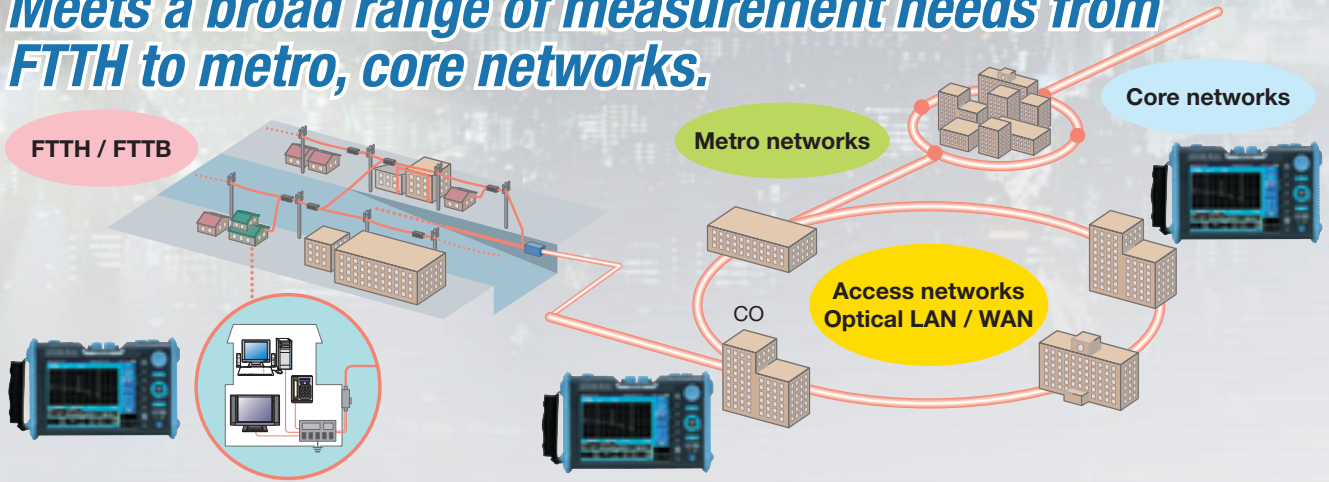 Meets a broad range of measurement needs from
FTTH to metro, core networks.
FTTH / FTTB
Metro networks
Core networks
Access networks
Optical LAN / WAN
CO